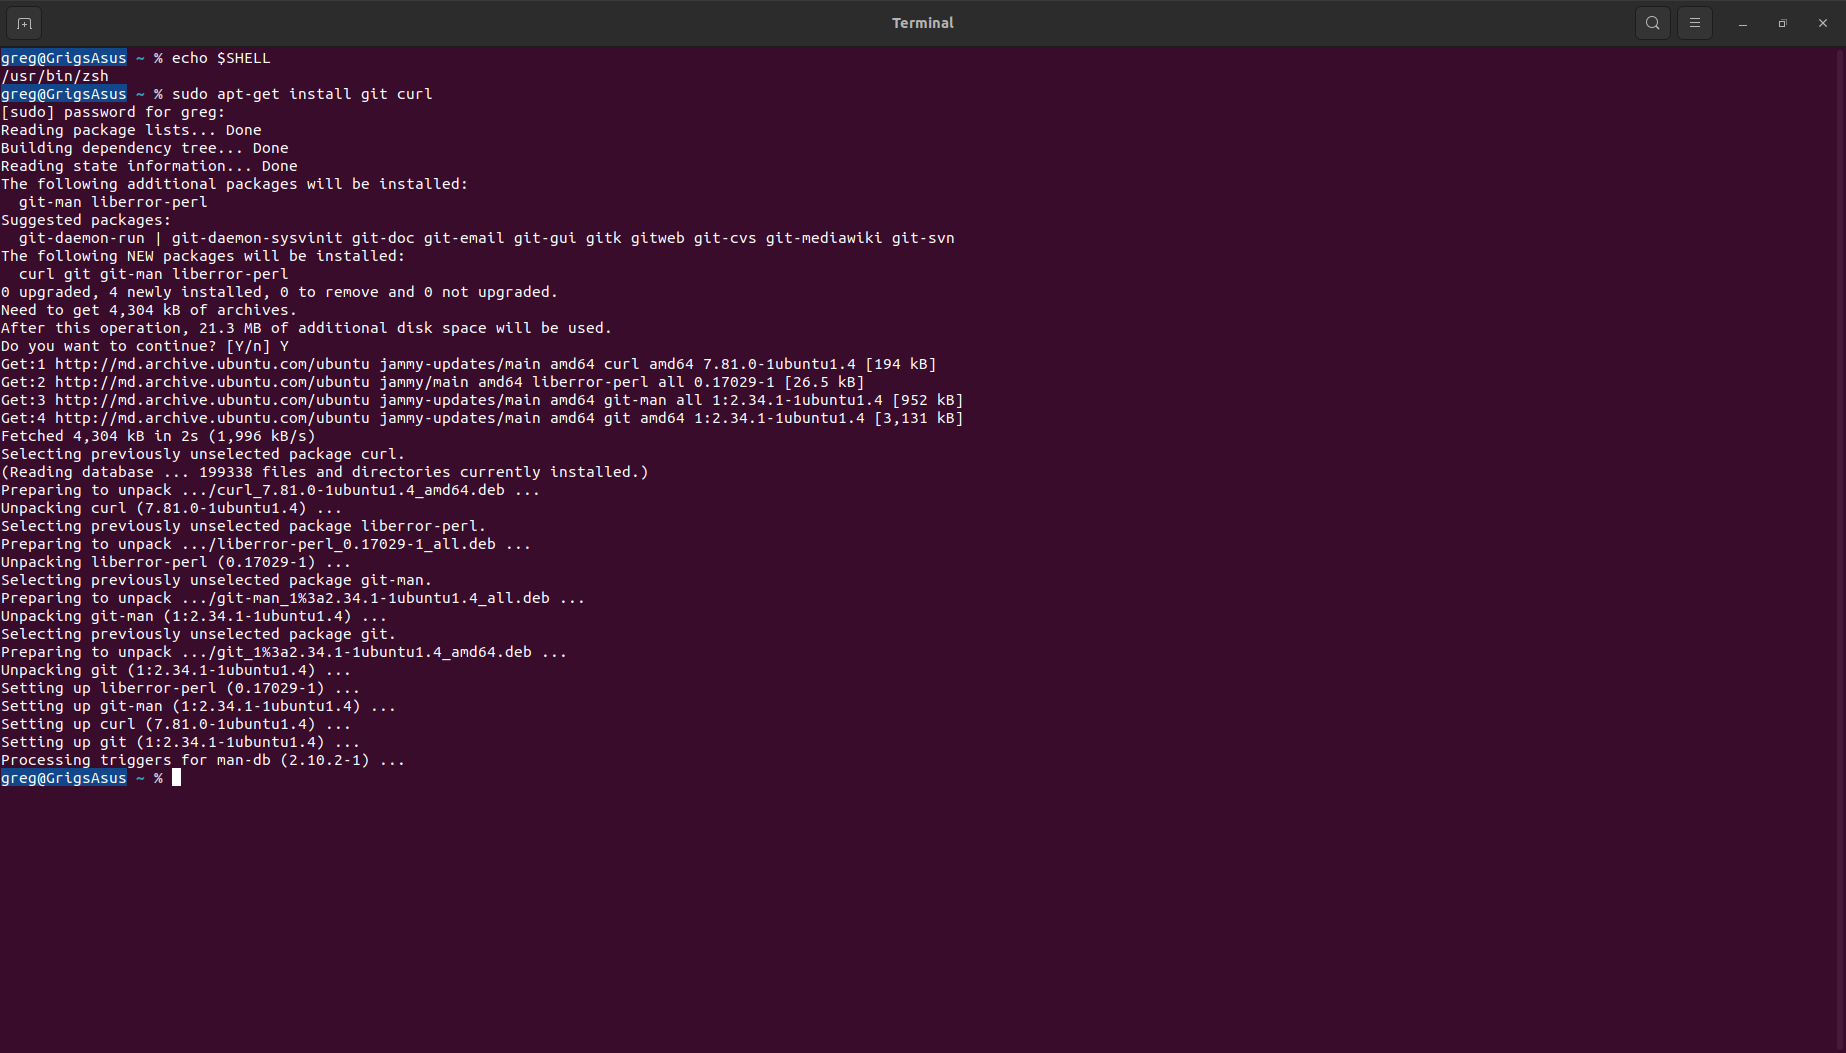 Terminal
greg@GrigsAsus ~ % echo $SHELL
/usr/bin/zsh
greg@GrigsAsus ~ % sudo apt-get install git curl
[sudo] password for greg:
Reading package lists... Done
Building dependency tree... Done
Reading state information... Done
The following additional packages will be installed:
  git-man liberror-perl
Suggested packages:
  git-daemon-run | git-daemon-sysvinit git-doc git-email git-gui gitk gitweb git-cvs git-mediawiki git-svn
The following NEW packages will be installed:
  curl git git-man liberror-perl
0 upgraded, 4 newly installed, 0 to remove and 0 not upgraded.
Need to get 4,304 kB of archives.
After this operation, 21.3 MB of additional disk space will be used.
Do you want to continue? [Y/n] Y
Get:1 http://md.archive.ubuntu.com/ubuntu jammy-updates/main amd64 curl amd64 7.81.0-1ubuntu1.4 [194 kB]
Get:2 http://md.archive.ubuntu.com/ubuntu jammy/main amd64 liberror-perl all 0.17029-1 [26.5 kB]
Get:3 http://md.archive.ubuntu.com/ubuntu jammy-updates/main amd64 git-man all 1:2.34.1-1ubuntu1.4 [952 kB]
Get:4 http://md.archive.ubuntu.com/ubuntu jammy-updates/main amd64 git amd64 1:2.34.1-1ubuntu1.4 [3,131 kB]
Fetched 4,304 kB in 2s (1,996 kB/s)
Selecting previously unselected package curl.
(Reading database ... 199338 files and directories currently installed.)
Preparing to unpack .../curl_7.81.0-1ubuntu1.4_amd64.deb ...
Unpacking curl (7.81.0-1ubuntu1.4) ...
Selecting previously unselected package liberror-perl.
Preparing to unpack .../liberror-perl_0.17029-1_all.deb ...
Unpacking liberror-perl (0.17029-1) ...
Selecting previously unselected package git-man.
Preparing to unpack .../git-man_1%3a2.34.1-1ubuntu1.4_all.deb ...
Unpacking git-man (1:2.34.1-1ubuntu1.4) ...
Selecting previously unselected package git.
Preparing to unpack .../git_1%3a2.34.1-1ubuntu1.4_amd64.deb ...
Unpacking git (1:2.34.1-1ubuntu1.4) ...
Setting up liberror-perl (0.17029-1) ...
Setting up git-man (1:2.34.1-1ubuntu1.4) ...
Setting up curl (7.81.0-1ubuntu1.4) ...
Setting up git (1:2.34.1-1ubuntu1.4) ...
Processing triggers for man-db (2.10.2-1) ...
greg@GrigsAsus ~ %